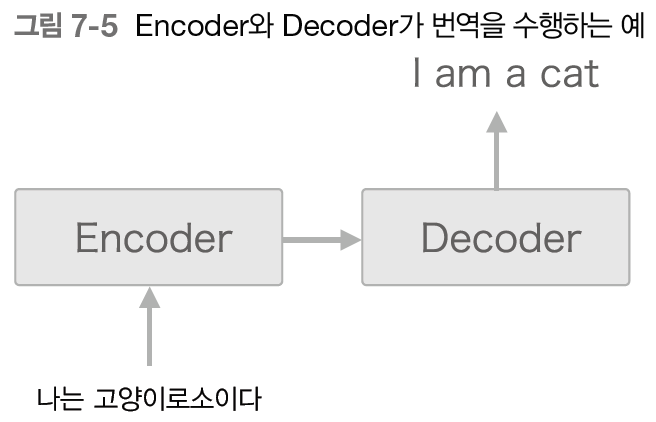 그림 7-5 Encoder와 Decoder가 번역을 수행하는 예
I am a cat
Encoder
Decoder
나는 고양이로소이다